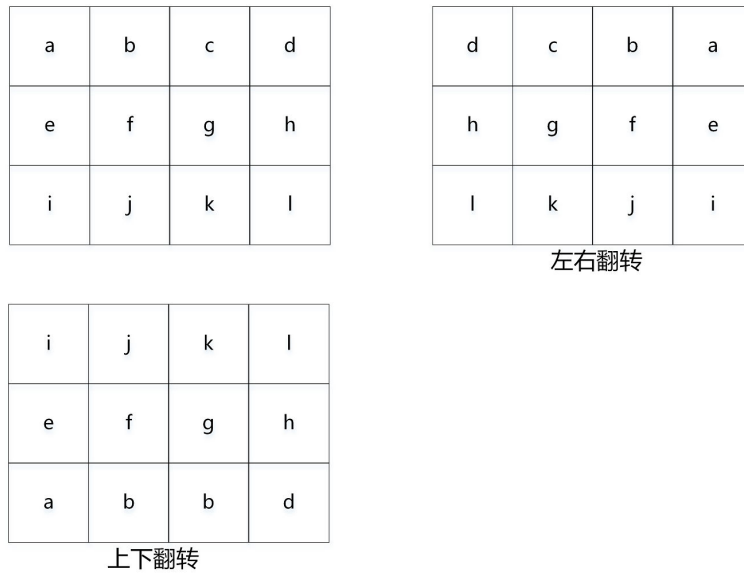 a b c d
e f g h
i j k l
d c b a
h g f e
l k j i
左右翻转
i j k l
e f g h
a b b d
上下翻转